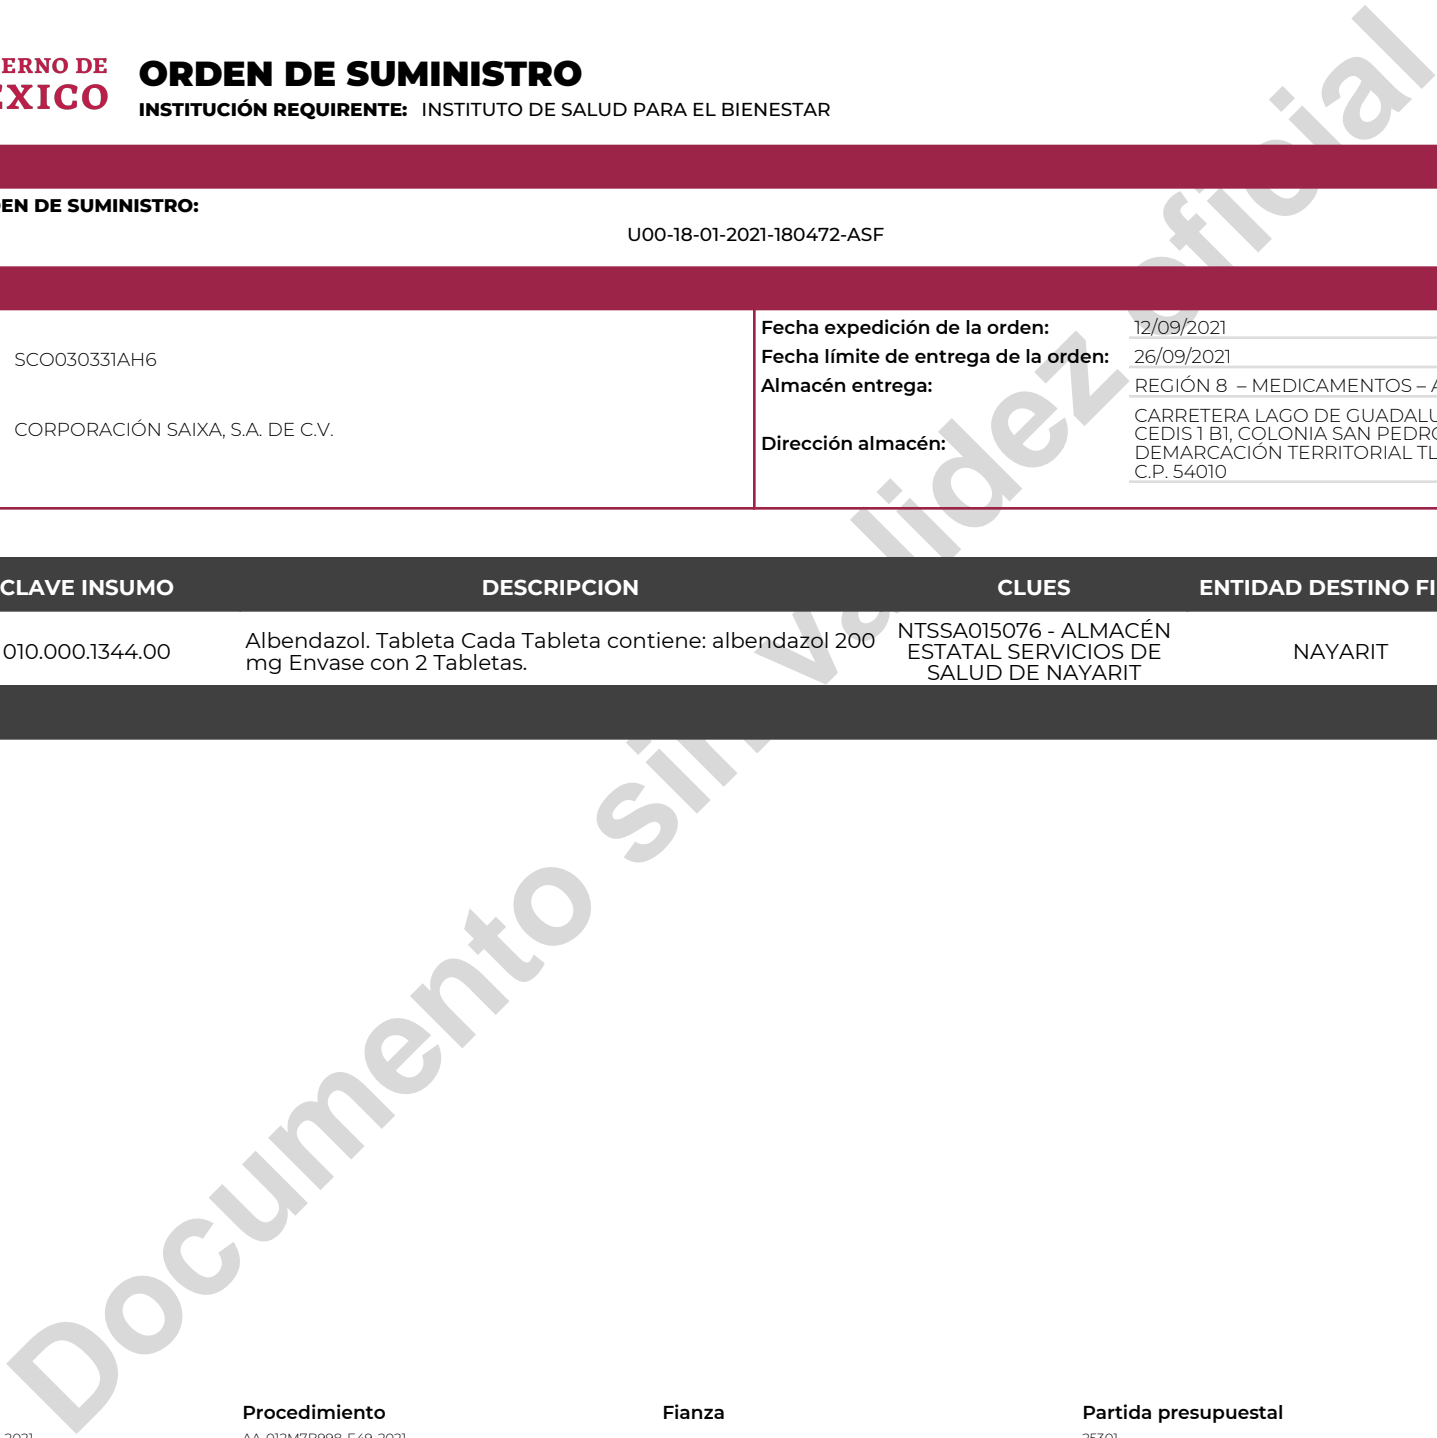 ERNO DE
XICO
ORDEN DE SUMINISTRO
INSTITUCIÓN REQUIRENTE: INSTITUTO DE SALUD PARA EL BIENESTAR
EN DE SUMINISTRO:
U00-18-01-2021-180472-ASF
SCO030331AH6
CORPORACIÓN SAIXA, S.A. DE C.V.
Fecha expedición de la orden: 12/09/2021
Fecha límite de entrega de la orden: 26/09/2021
Almacén entrega: REGIÓN 8 – MEDICAMENTOS – A
Dirección almacén:
CARRETERA LAGO DE GUADALU
CEDIS 1 B1, COLONIA SAN PEDRO
DEMARCACIÓN TERRITORIAL TL
C.P. 54010
CLAVE INSUMO DESCRIPCION CLUES ENTIDAD DESTINO FI
010.000.1344.00
Albendazol. Tableta Cada Tableta contiene: albendazol 200
mg Envase con 2 Tabletas.
NTSSA015076 - ALMACÉN
ESTATAL SERVICIOS DE
SALUD DE NAYARIT
NAYARIT
Documento sin validez oficial
Procedimiento Fianza Partida presupuestal